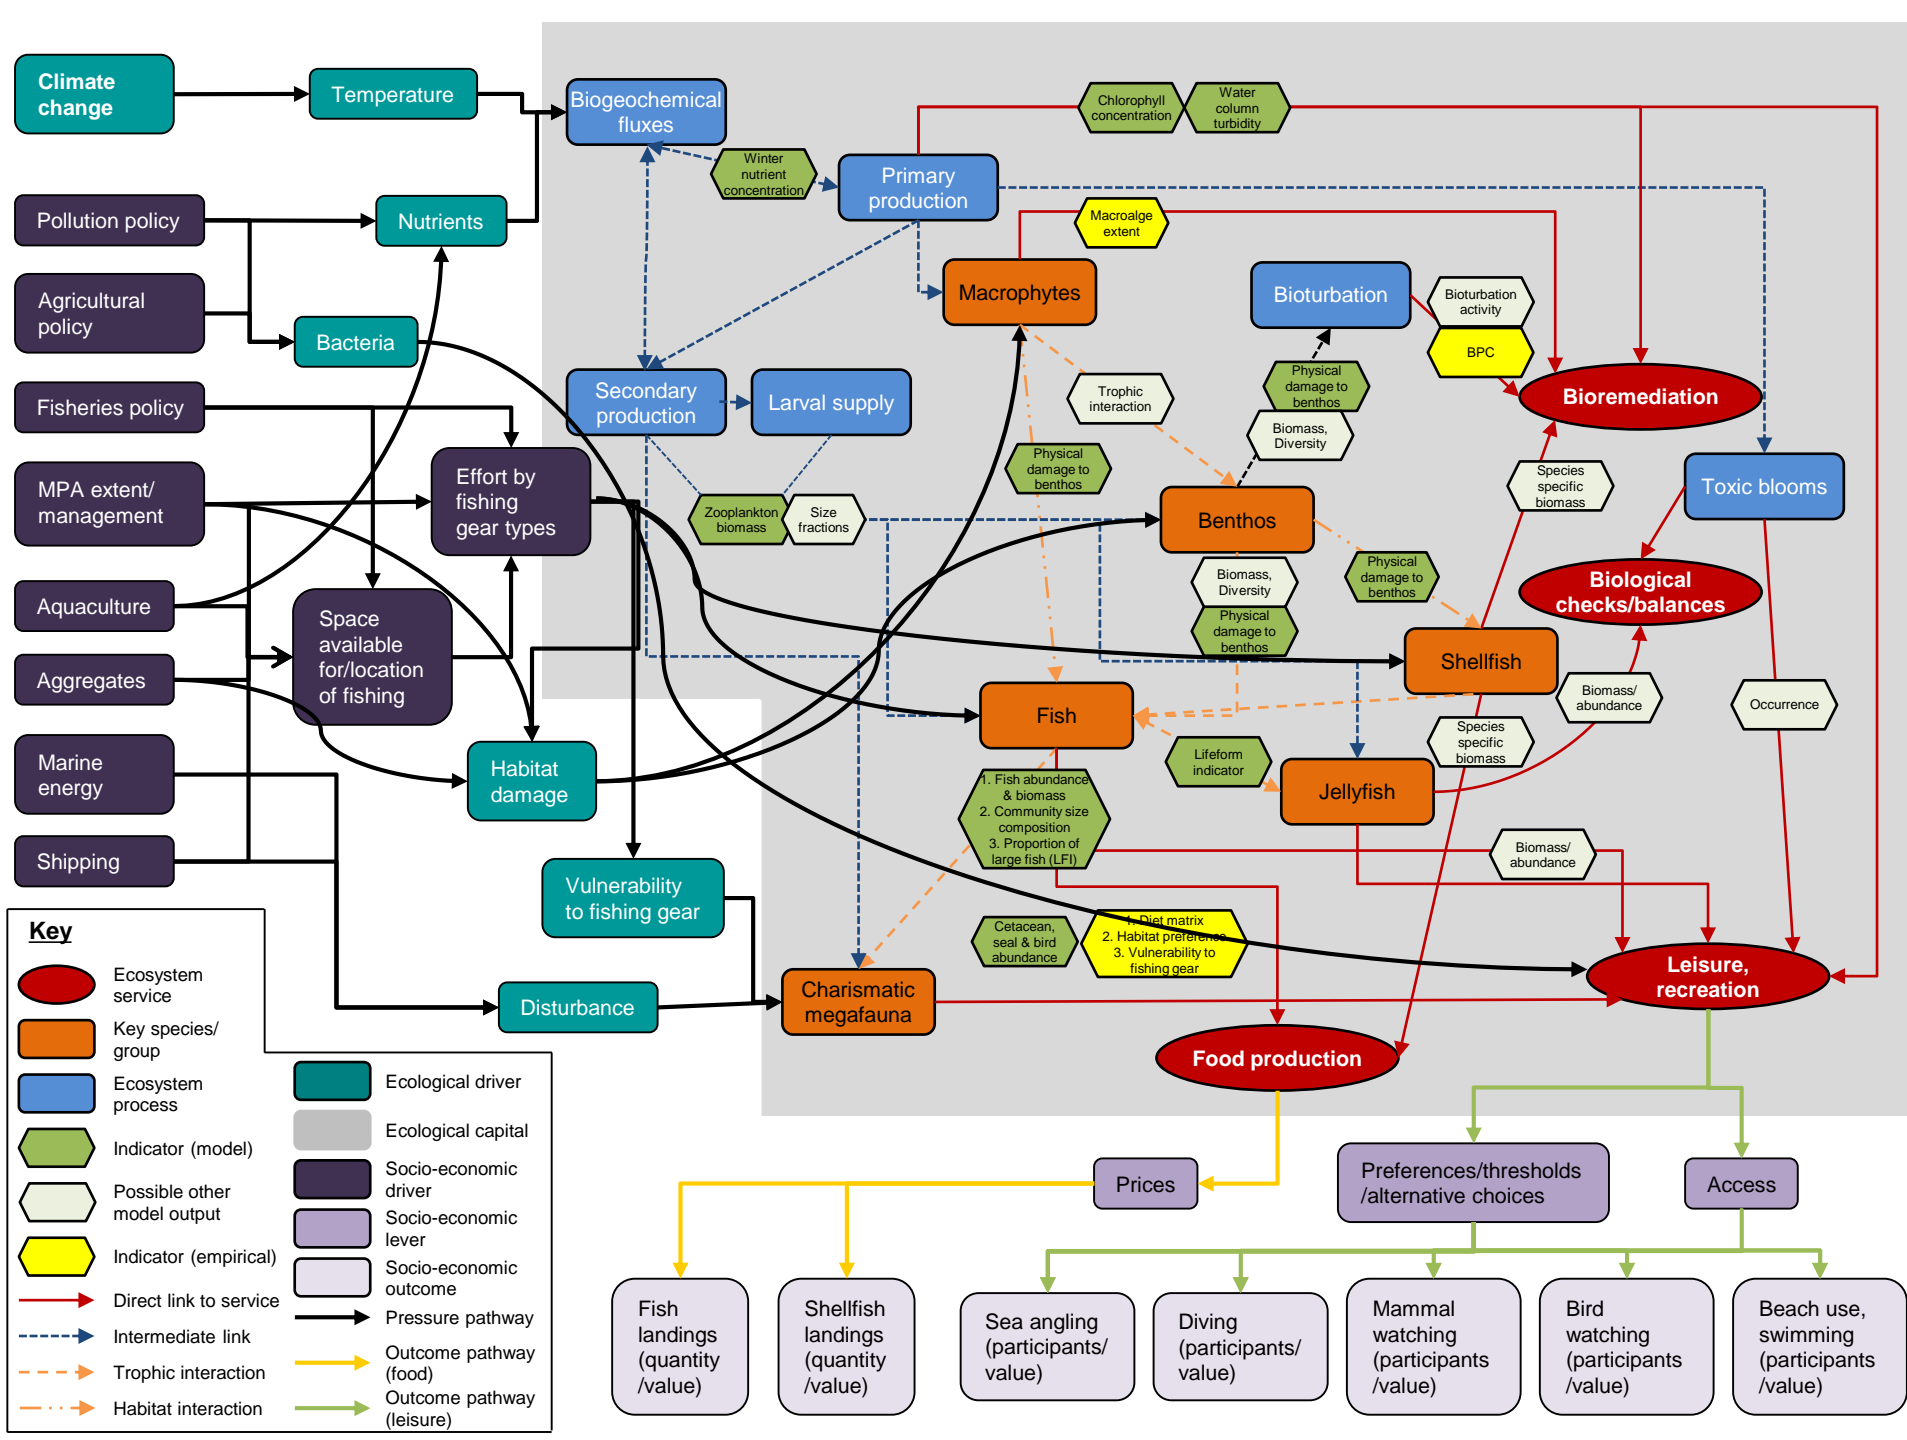 Climate
change
Temperature
Biogeochemical
fluxes
Chlorophyll
concentration
Water
column
turbidity
Winter
nutrient
concentration
Primary
production
Pollution policy
Nutrients
Macroalge
extent
Agricultural
policy
Bacteria
Macrophytes
Bioturbation
Bioturbation
activity
BPC
Fisheries policy
Secondary
production
Larval supply
Trophic
interaction
Physical
damage to
benthos
Biomass,
Diversity
Bioremediation
MPA extent/
management
Effort by
fishing
gear types
Physical
damage to
benthos
Species
specific
biomass
Toxic blooms
Zooplankton
biomass
Size
fractions
Benthos
Aquaculture
Space
available
for/location
of fishing
Biomass,
Diversity
Physical
damage to
benthos
Physical
damage to
benthos
Biological
checks/balances
Aggregates
Shellfish
Biomass/
abundance
Occurrence
Fish
Species
specific
biomass
Marine
energy
Habitat
damage
Lifeform
indicator
Jellyfish
1. Fish abundance
& biomass
2. Community size
composition
3. Proportion of
large fish (LFI)
Shipping
Biomass/
abundance
Vulnerability
to fishing gear
Cetacean,
seal & bird
abundance
1. Diet matrix
2. Habitat preference
3. Vulnerability to
fishing gear
Leisure,
recreation
Disturbance
Charismatic
megafauna
Food production
Key
Ecosystem
service
Key species/
group
Ecosystem
process
Indicator (model)
Possible other
model output
Indicator (empirical)
Direct link to service
Intermediate link
Trophic interaction
Habitat interaction
Ecological driver
Ecological capital
Socio-economic
driver
Socio-economic
lever
Socio-economic
outcome
Pressure pathway
Outcome pathway
(food)
Outcome pathway
(leisure)
Prices
Preferences/thresholds
/alternative choices
Access
Fish
landings
(quantity
/value)
Shellfish
landings
(quantity
/value)
Sea angling
(participants/
value)
Diving
(participants/
value)
Mammal
watching
(participants
/value)
Bird
watching
(participants
/value)
Beach use,
swimming
(participants
/value)